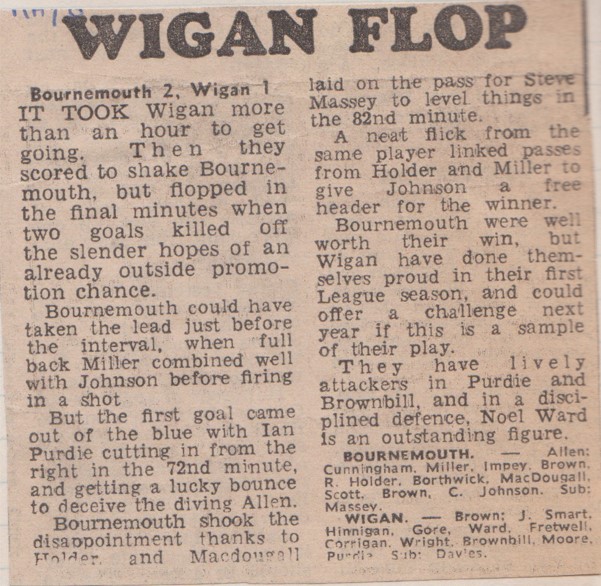 WIGAN FLOP
Bournemouth 2, Wigan 1
IT TOOK Wigan more
than an hour to get
going. Then they
scored to shake Bourne-
mouth, but flopped in
the final minutes when
two goals killed off
the slender hopes of an
already outside promo-
tion chance.
Bournemouth could have
taken the lead just before
the interval, when full
back Miller combined well
with Johnson before firing
in a shot
But the first goal came
out of the blue with Ian
Purdie cutting in from the
right in the 72nd minute,
and getting a lucky bounce
to deceive the diving Allen.
Bournemouth shook the
disappointment thanks to
Holder and Macdougall
laid on the pass for Steve
Massey to level things in
the 82nd minute.
A neat flick from the
same player linked passes
from Holder and Miller to
give Johnson a free
header for the winner.
Bournemouth were well
worth their win, but
Wigan have done them-
selves proud in their first
League season, and could
offer a challenge next
year if this is a sample
of their play.
They have lively
attackers in Purdie and
Brownbill, and in a disci-
plined defence, Noel Ward
is an outstanding figure.
BOURNEMOUTH. — Allen:
Cunningham, Miller, Impey, Brown,
R. Holder, Borthwick, MacDougall,
Scott, Brown, C. Johnson. Sub:
Massey.
WIGAN. — Brown; J. Smart,
Hinnigan, Gore, Ward, Fretwell,
Corrigan, Wright, Brownbill, Moore,
Purdie Sub: Davies.